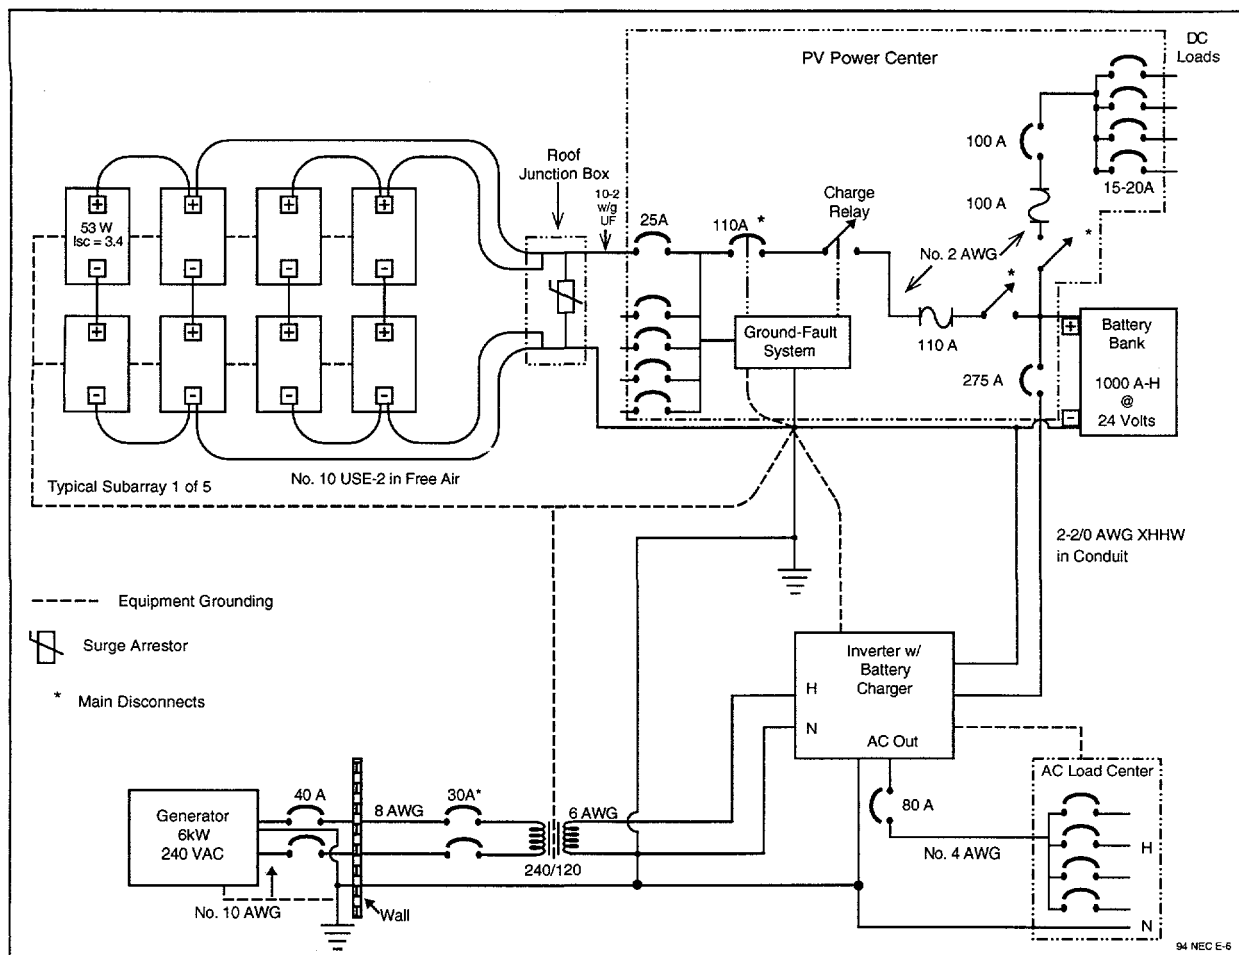 PV Power Center
DC
Loads
100 A
100 A
15-20A
Roof
Junction Box
10-2
w/g
UF
25A
110A *
Charge
Relay
No. 2 AWG
*
*
110 A
Ground-Fault
System
275 A
+
-
Battery
Bank
1000 A-H
@
24 Volts
+ + + +
53 W
Isc = 3.4
- - - -
+ + + +
- - - -
No. 10 USE-2 in Free Air
Typical Subarray 1 of 5
2-2/0 AWG XHHW
in Conduit
Equipment Grounding
Surge Arrestor
* Main Disconnects
Inverter w/
Battery
Charger
H
N
AC Out
Generator
6kW
240 VAC
40 A
8 AWG
30A*
6 AWG
240/120
No. 10 AWG
Wall
80 A
No. 4 AWG
AC Load Center
H
N
94 NEC E-6